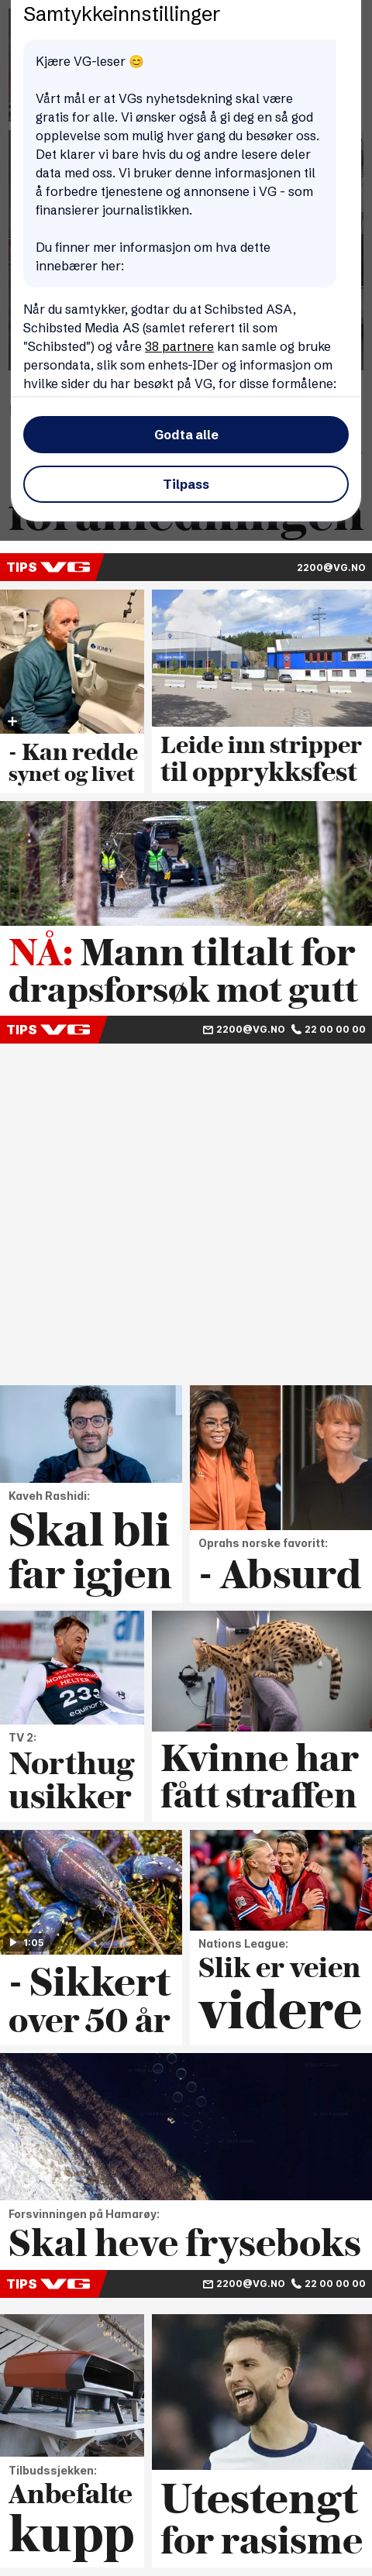 Samtykkeinnstillinger
Kjære VG-leser 😊
Vårt mål er at VGs nyhetsdekning skal være
gratis for alle. Vi ønsker også å gi deg en så god
opplevelse som mulig hver gang du besøker oss.
Det klarer vi bare hvis du og andre lesere deler
data med oss. Vi bruker denne informasjonen til
å forbedre tjenestene og annonsene i VG - som
finansierer journalistikken.
Du finner mer informasjon om hva dette
innebærer her:
Når du samtykker, godtar du at Schibsted ASA,
Schibsted Media AS (samlet referert til som
"Schibsted") og våre 38 partnere kan samle og bruke
persondata, slik som enhets-IDer og informasjon om
hvilke sider du har besøkt på VG, for disse formålene:
Godta alle
Tilpass
TIPS VG 2200@VG.NO
- Kan redde
synet og livet
Leide inn stripper
til opprykksfest
NÅ: Mann tiltalt for
drapsforsøk mot gutt
TIPS VG 2200@VG.NO 22 00 00 00
Kaveh Rashidi:
Skal bli
far igjen
Oprahs norske favoritt:
- Absurd
TV 2:
Northug
usikker
Kvinne har
fått straffen
1:05
- Sikkert
over 50 år
Nations League:
Slik er veien
videre
Forsvinningen på Hamarøy:
Skal heve fryseboks
TIPS VG 2200@VG.NO 22 00 00 00
Tilbudssjekken:
Anbefalte
kupp
Utestengt
for rasisme